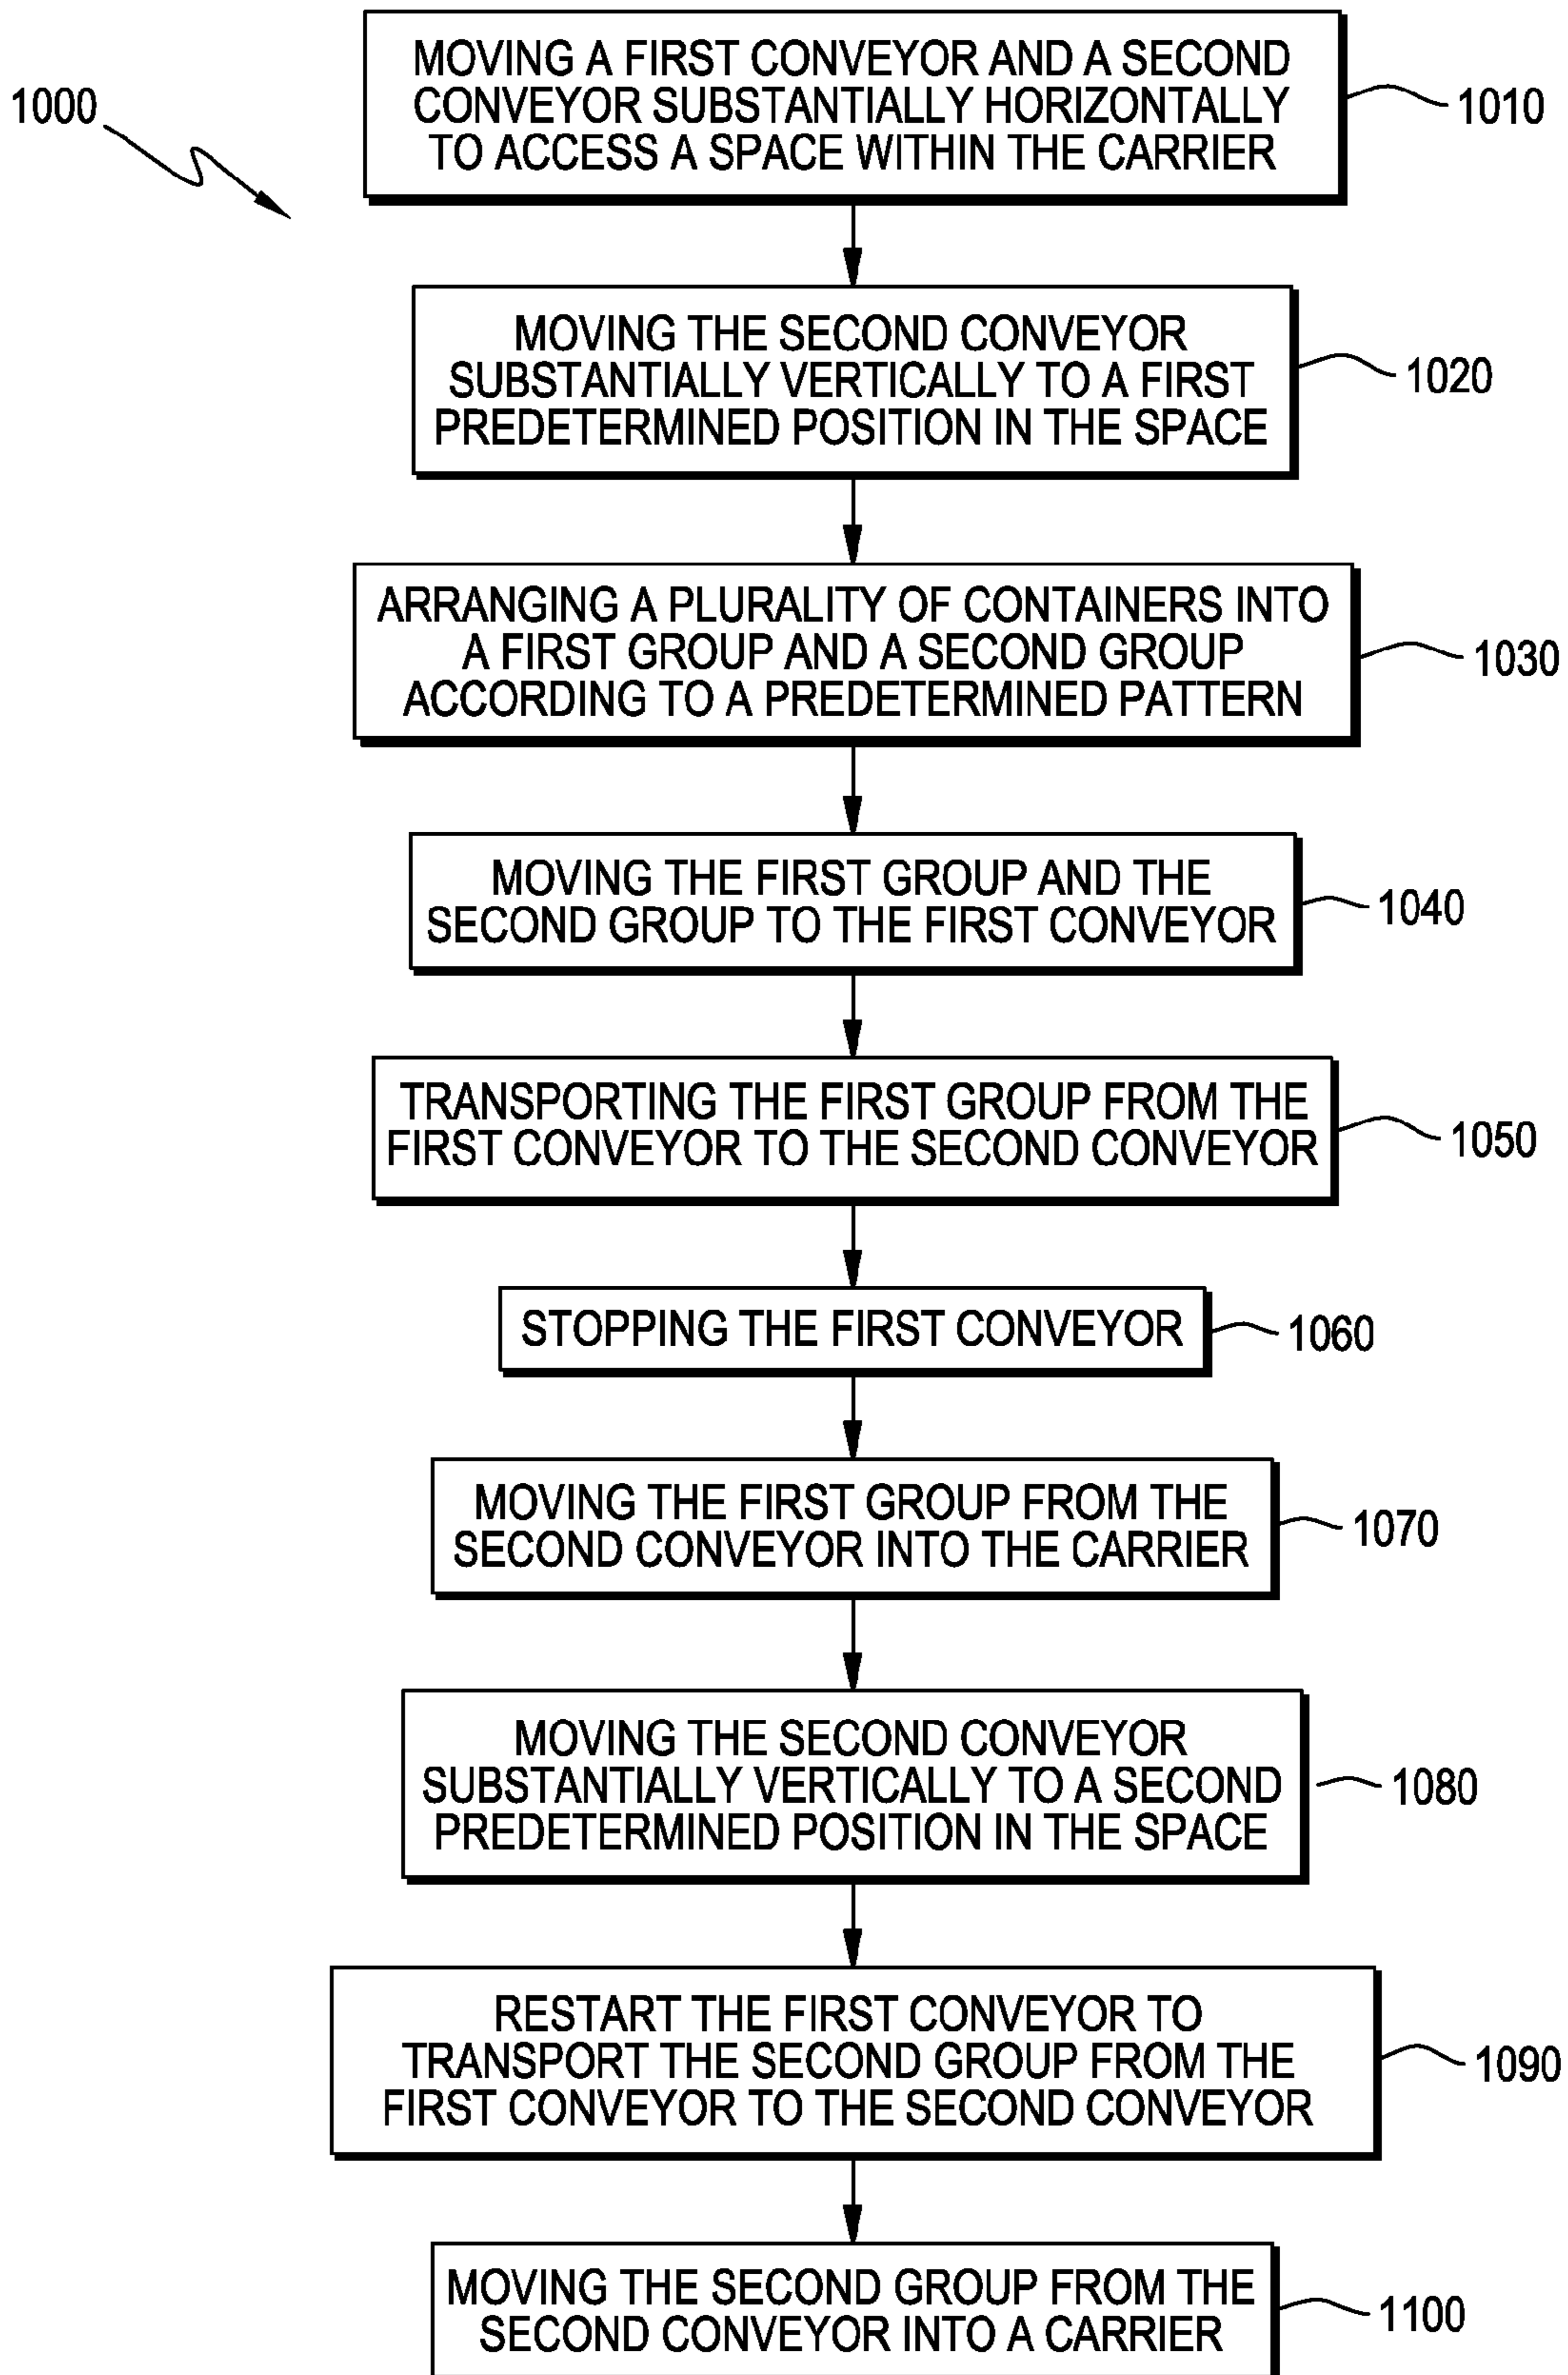 1000
MOVING A FIRST CONVEYOR AND A SECOND
CONVEYOR SUBSTANTIALLY HORIZONTALLY
TO ACCESS A SPACE WITHIN THE CARRIER
1010
MOVING THE SECOND CONVEYOR
SUBSTANTIALLY VERTICALLY TO A FIRST
PREDETERMINED POSITION IN THE SPACE
1020
ARRANGING A PLURALITY OF CONTAINERS INTO
A FIRST GROUP AND A SECOND GROUP
ACCORDING TO A PREDETERMINED PATTERN
1030
MOVING THE FIRST GROUP AND THE
SECOND GROUP TO THE FIRST CONVEYOR
1040
TRANSPORTING THE FIRST GROUP FROM THE
FIRST CONVEYOR TO THE SECOND CONVEYOR
1050
STOPPING THE FIRST CONVEYOR
1060
MOVING THE FIRST GROUP FROM THE
SECOND CONVEYOR INTO THE CARRIER
1070
MOVING THE SECOND CONVEYOR
SUBSTANTIALLY VERTICALLY TO A SECOND
PREDETERMINED POSITION IN THE SPACE
1080
RESTART THE FIRST CONVEYOR TO
TRANSPORT THE SECOND GROUP FROM THE
FIRST CONVEYOR TO THE SECOND CONVEYOR
1090
MOVING THE SECOND GROUP FROM THE
SECOND CONVEYOR INTO A CARRIER
1100